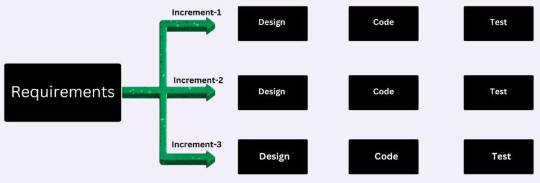 Increment-1
Design Code Test
Requirements
Increment-2
Design Code Test
Increment-3
Design Code Test